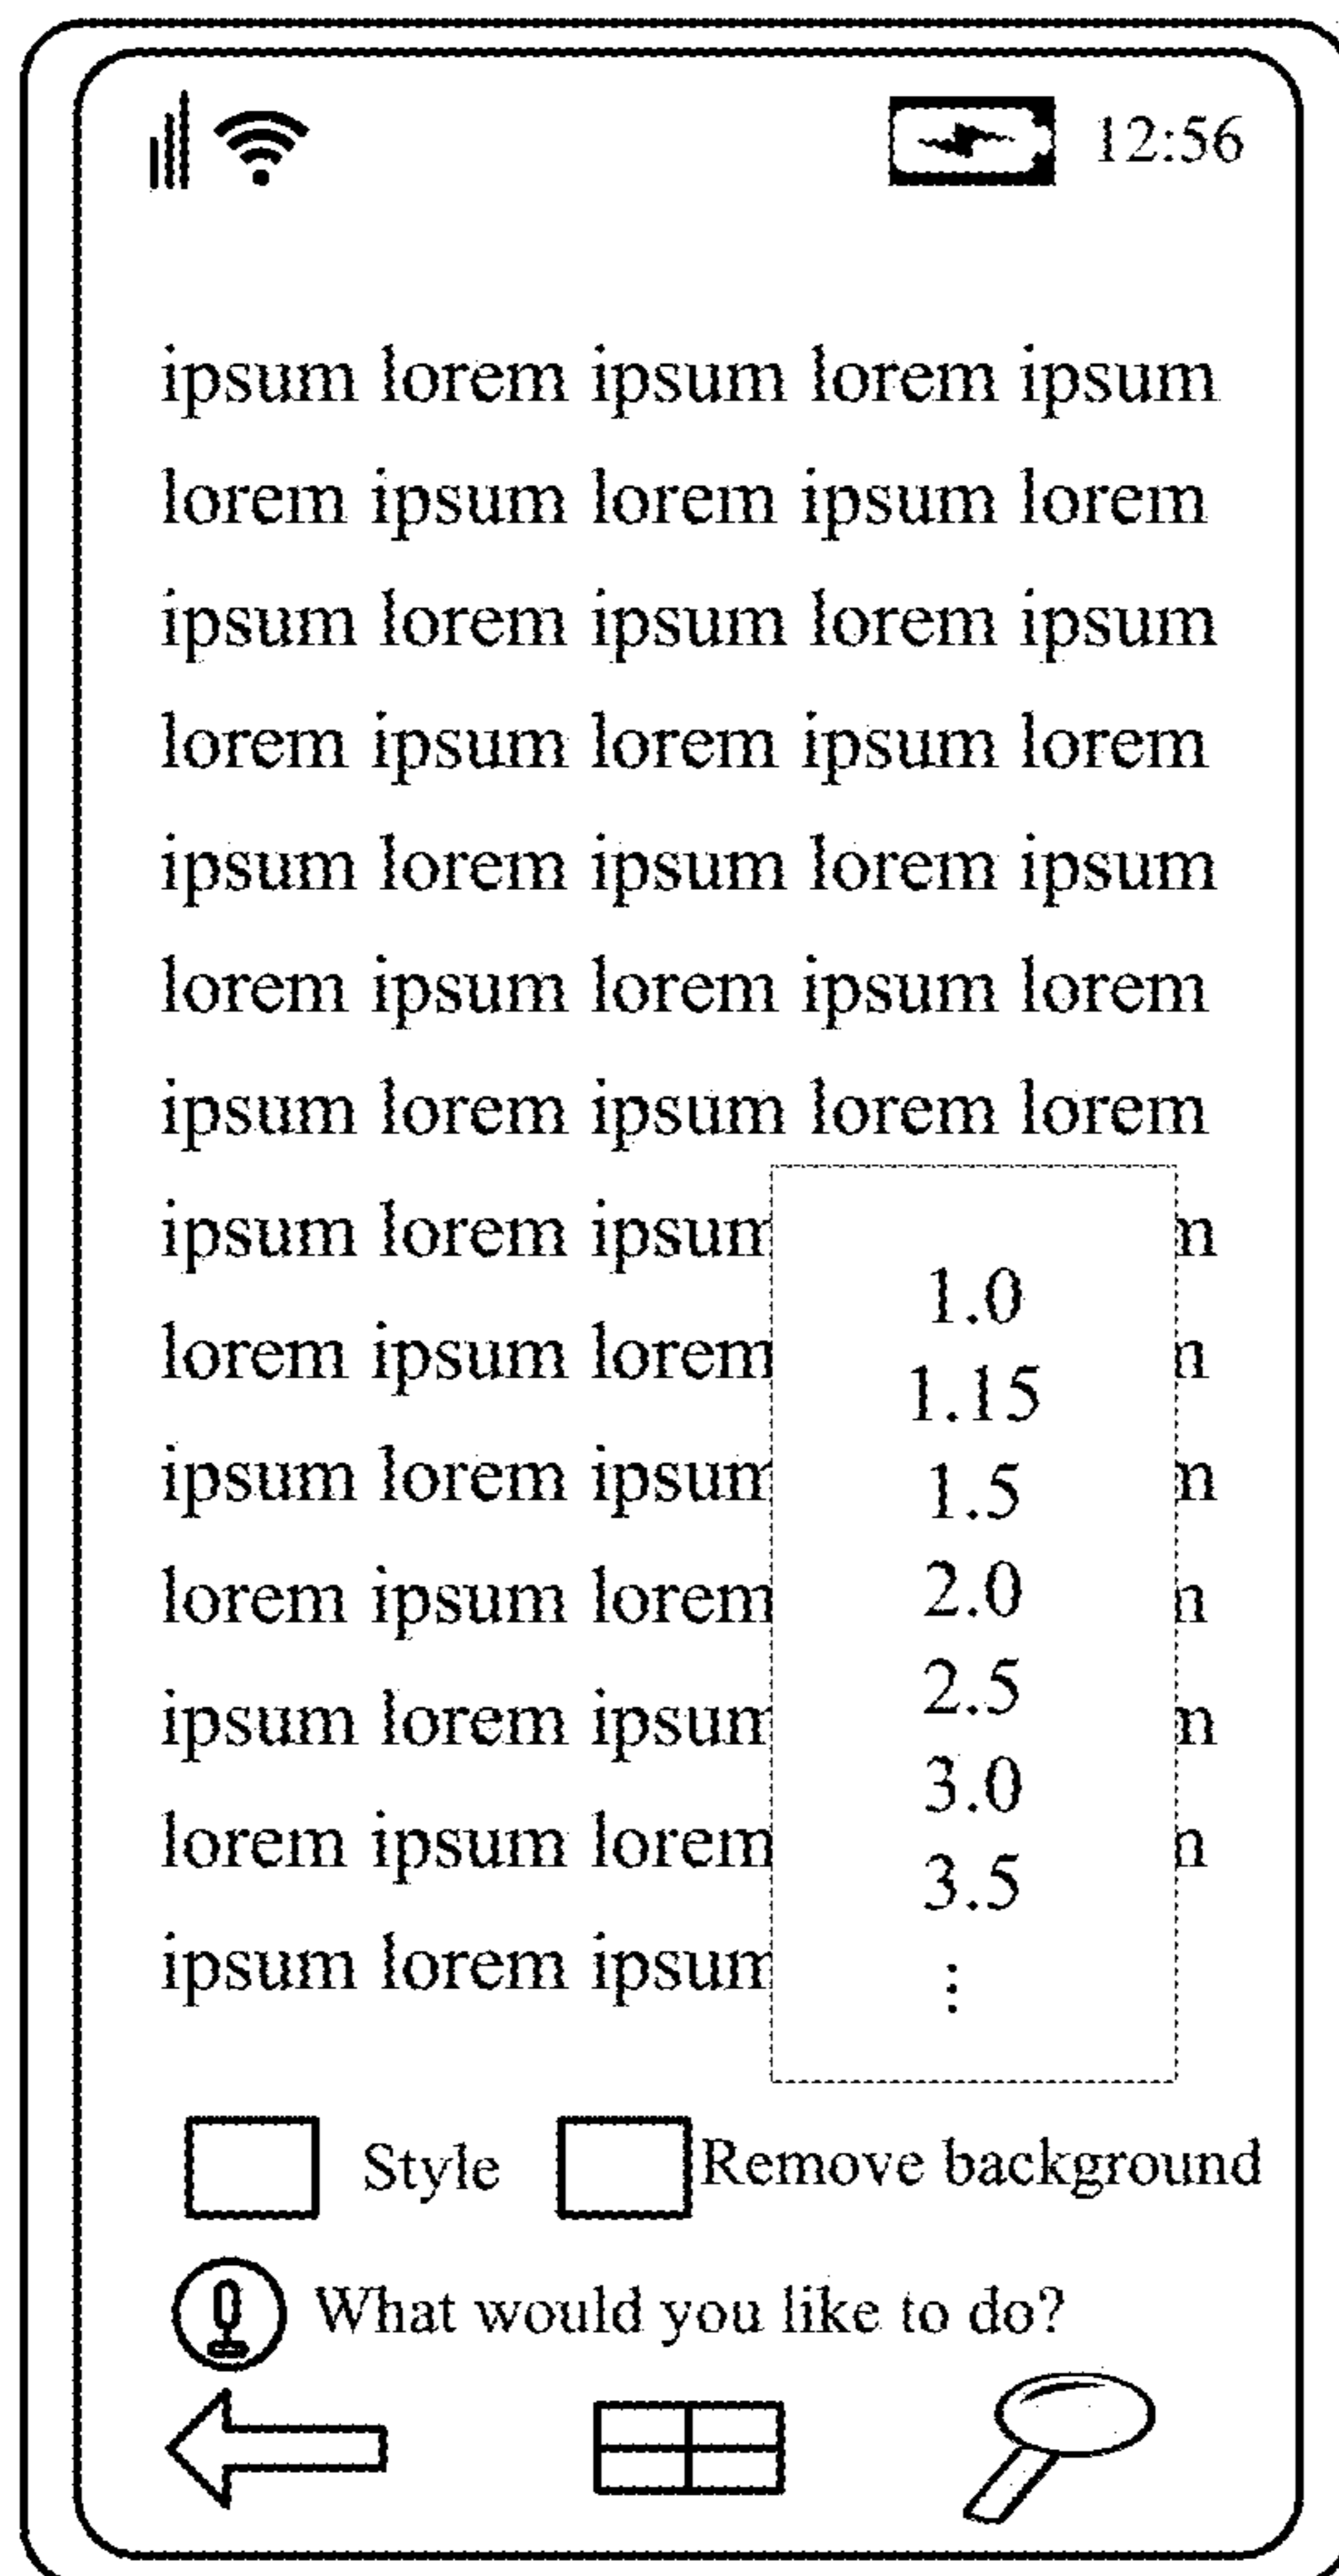 12:56
ipsum lorem ipsum lorem ipsum
lorem ipsum lorem ipsum lorem
ipsum lorem ipsum lorem ipsum
lorem ipsum lorem ipsum lorem
ipsum lorem ipsum lorem ipsum
lorem ipsum lorem ipsum lorem
ipsum lorem ipsum lorem lorem
ipsum lorem ipsum
lorem ipsum lorem
ipsum lorem ipsum
lorem ipsum lorem
ipsum lorem ipsum
lorem ipsum lorem
ipsum lorem ipsum
1.0
1.15
1.5
2.0
2.5
3.0
3.5
Style
Remove background
What would you like to do?